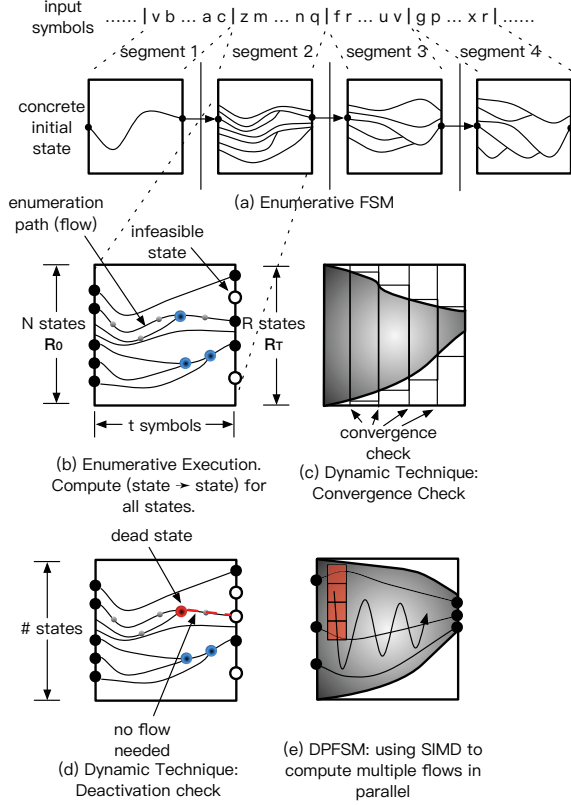 input symbols
...... | v b ... a c | z m ... n q | f r ... u v | g p ... x r | ......
segment 1
segment 2
segment 3
segment 4
concrete
initial
state
(a) Enumerative FSM
enumeration
path (flow)
infeasible
state
N states
R0
R states
RT
t symbols
convergence
check
(b) Enumerative Execution.
Compute (state → state) for
all states.
(c) Dynamic Technique:
Convergence Check
dead state
# states
no flow
needed
(d) Dynamic Technique:
Deactivation check
(e) DPFSM: using SIMD to
compute multiple flows in
parallel